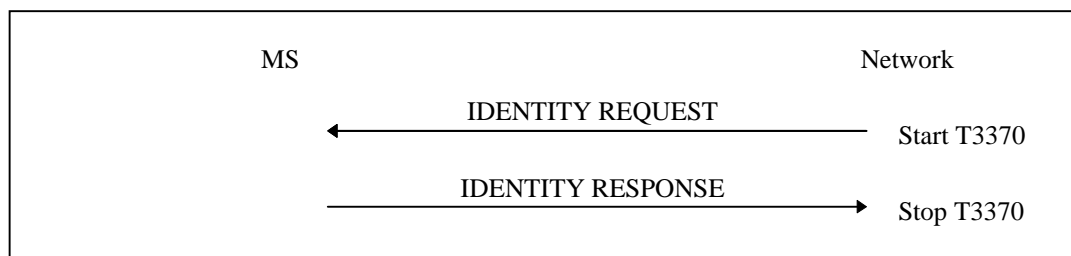 MS Network
IDENTITY REQUEST
Start T3370
IDENTITY RESPONSE
Stop T3370